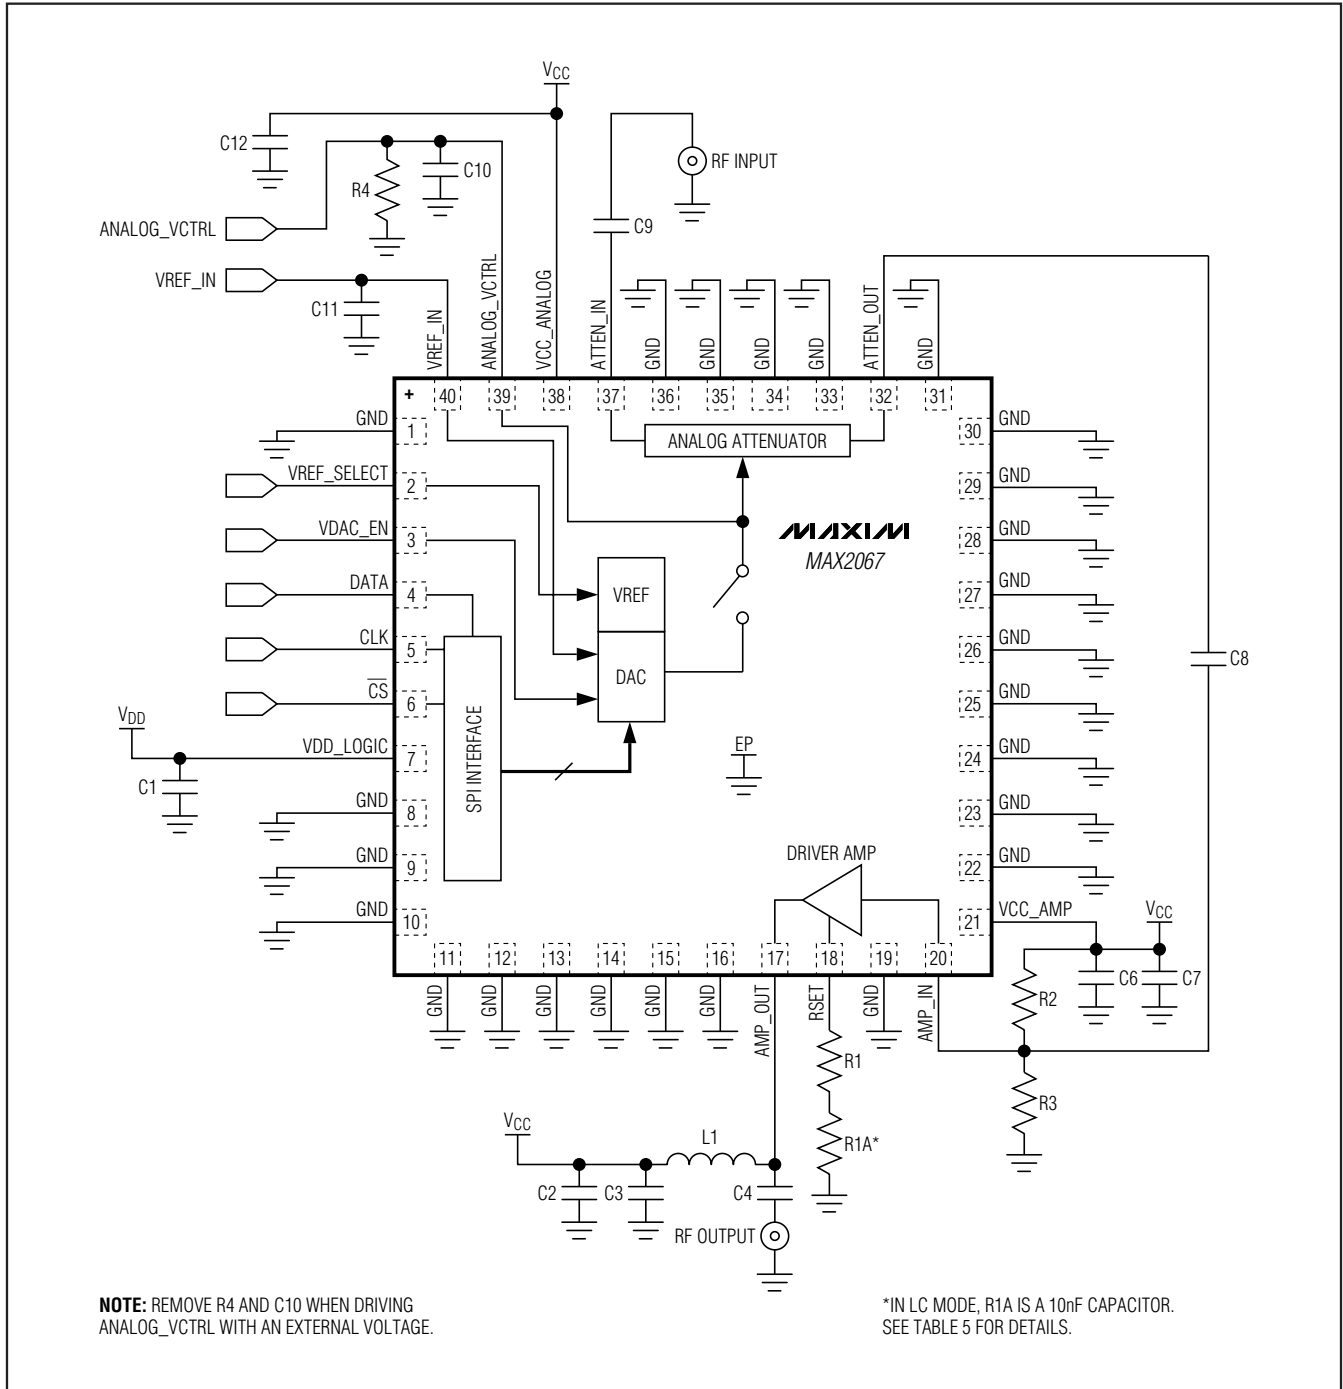 VCC
C12
C10
R4
RF INPUT
C9
ANALOG_VCTRL
VREF_IN
C11
VREF_IN
ANALOG_VCTRL
VCC_ANALOG
ATTEN_IN
GND
GND
GND
GND
ATTEN_OUT
GND
+
40
39
38
37
36
35
34
33
32
31
GND
1
ANALOG ATTENUATOR
30
GND
VREF_SELECT
2
29
GND
VDAC_EN
3
MAXIM
MAX2067
28
GND
DATA
4
VREF
27
GND
CLK
5
26
GND
C8
DAC
CS
6
25
GND
VDD
VDD_LOGIC
7
SPI INTERFACE
EP
24
GND
C1
GND
8
23
GND
GND
9
DRIVER AMP
22
GND
GND
10
21
VCC_AMP
VCC
11
12
13
14
15
16
17
18
19
20
C6
C7
R2
GND
GND
GND
GND
GND
GND
AMP_OUT
RSET
GND
AMP_IN
R1
R3
VCC
L1
R1A*
C2
C3
C4
RF OUTPUT
NOTE: REMOVE R4 AND C10 WHEN DRIVING
ANALOG_VCTRL WITH AN EXTERNAL VOLTAGE.
*IN LC MODE, R1A IS A 10nF CAPACITOR.
SEE TABLE 5 FOR DETAILS.